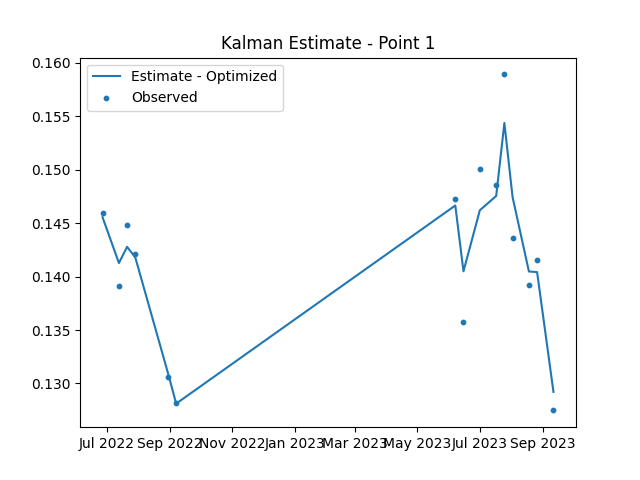 Kalman Estimate - Point 1
Estimate - Optimized
Observed
0.160
0.155
0.150
0.145
0.140
0.135
0.130
Jul 2022 Sep 2022 Nov 2022 Jan 2023 Mar 2023 May 2023 Jul 2023 Sep 2023